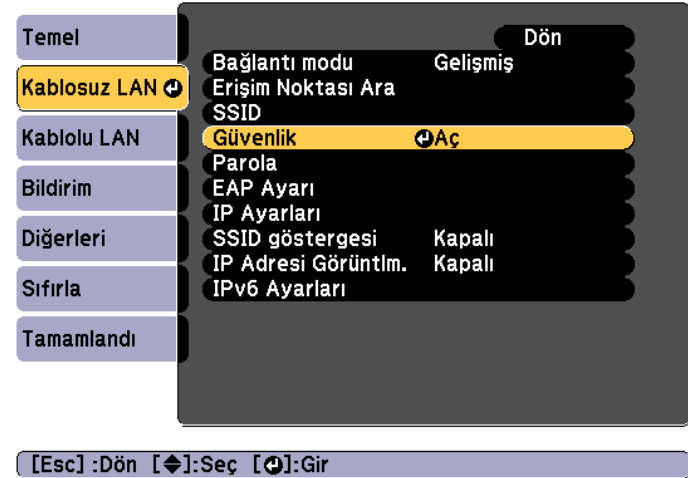 Temel
Kablosuz LAN
Kablolu LAN
Bildirim
Diğerleri
Sıfırla
Tamamlandı
Dön
Bağlantı modu Gelişmiş
Erişim Noktası Ara
SSID
Güvenlik Aç
Parola
EAP Ayarı
IP Ayarları
SSID göstergesi Kapalı
IP Adresi Görüntlm. Kapalı
IPv6 Ayarları
[Esc] :Dön [◆]:Seç [⏎]:Gir